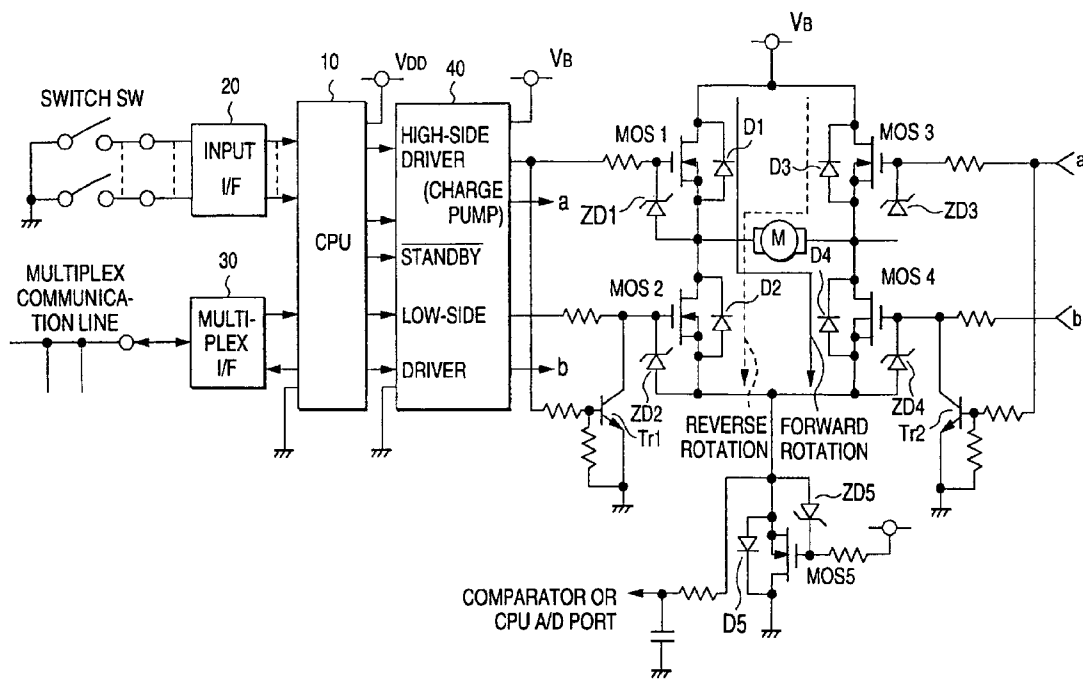 VB
VDD
VB
10
40
20
SWITCH SW
INPUT
I/F
CPU
HIGH-SIDE
DRIVER
(CHARGE
PUMP)
STANDBY
LOW-SIDE
DRIVER
a
b
MULTIPLEX
COMMUNICA-
TION LINE
30
MULTI-
PLEX
I/F
MOS 1
D1
ZD1
MOS 3
D3
ZD3
a
M
MOS 2
D2
ZD2
D4
MOS 4
ZD4
b
Tr1
Tr2
REVERSE
ROTATION
FORWARD
ROTATION
ZD5
MOS5
D5
COMPARATOR OR
CPU A/D PORT